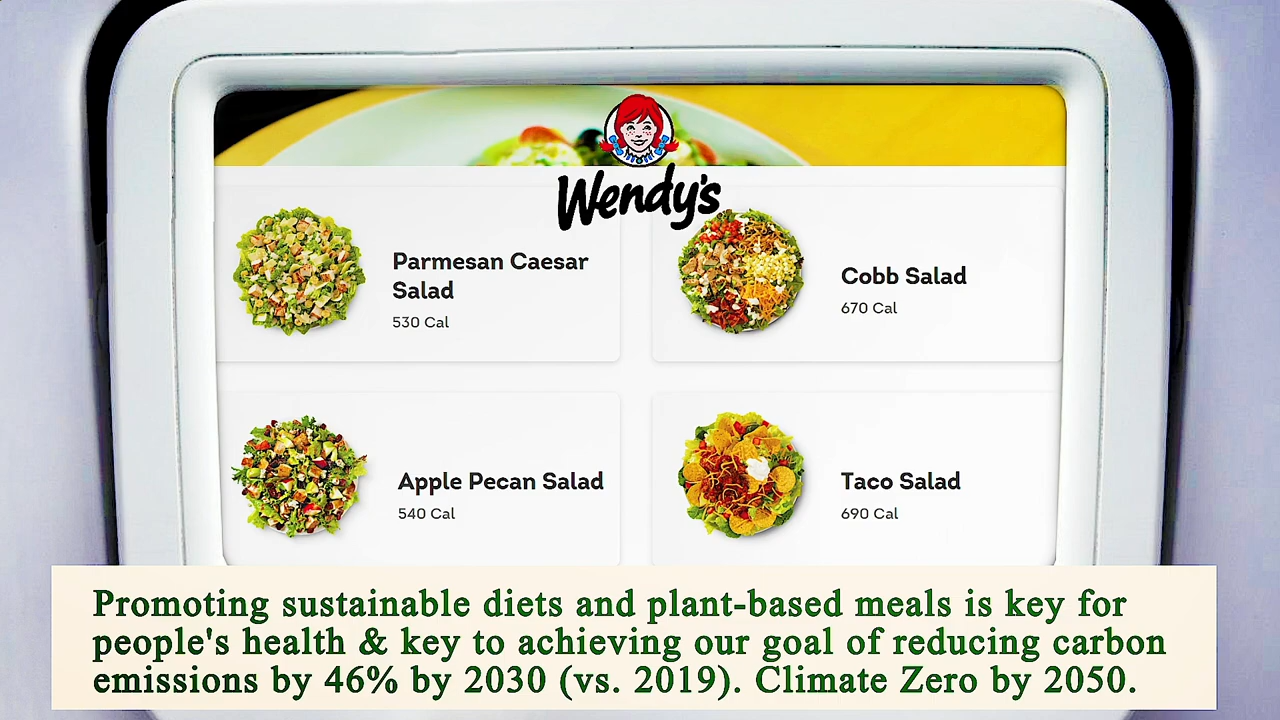 Wendy's
Parmesan Caesar
Salad
530 Cal
Cobb Salad
670 Cal
Apple Pecan Salad
540 Cal
Taco Salad
690 Cal
Promoting sustainable diets and plant-based meals is key for
people's health & key to achieving our goal of reducing carbon
emissions by 46% by 2030 (vs. 2019). Climate Zero by 2050.